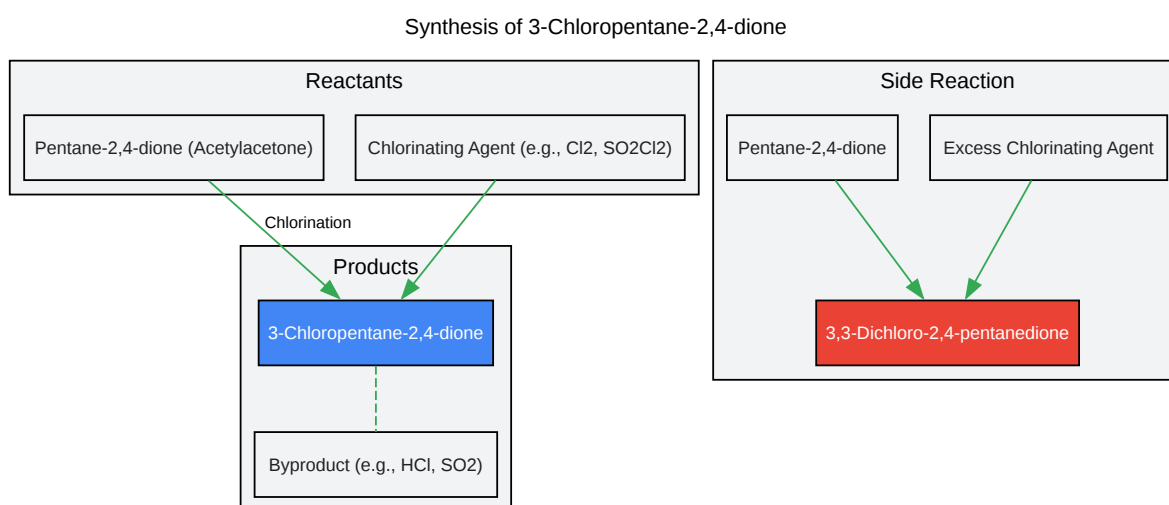 Synthesis of 3-Chloropentane-2,4-dione
Reactants
Pentane-2,4-dione (Acetylacetone)
Chlorinating Agent (e.g., Cl2, SO2Cl2)
Chlorination
Products
3-Chloropentane-2,4-dione
Byproduct (e.g., HCl, SO2)
Side Reaction
Pentane-2,4-dione
Excess Chlorinating Agent
3,3-Dichloro-2,4-pentanedione